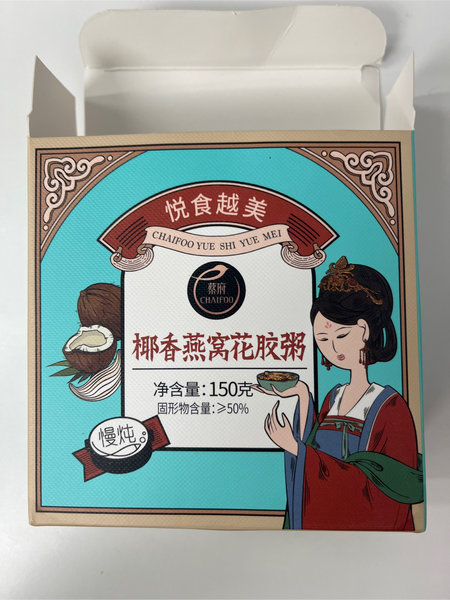 悦食越美
CHAIFOO YUE SHI YUE MEI
蔡府
CHAIFOO
椰香燕窝花胶粥
净含量:150克
固形物含量:≥50%
慢炖